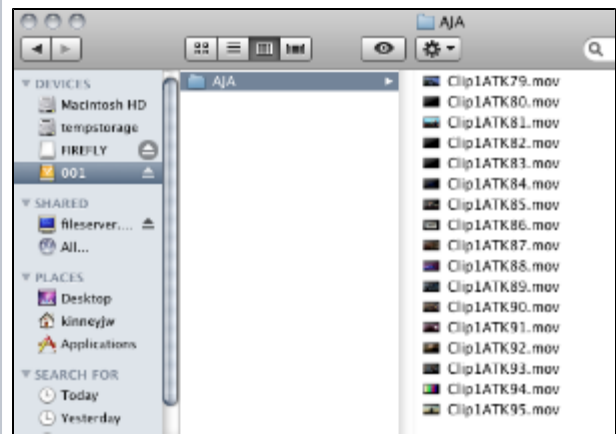 AJA
DEVICES
Macintosh HD
tempstorage
FIREFLY
001
SHARED
fileserver....
All...
PLACES
Desktop
kinneyjw
Applications
SEARCH FOR
Today
Yesterday
AJA
Clip1ATK79.mov
Clip1ATK80.mov
Clip1ATK81.mov
Clip1ATK82.mov
Clip1ATK83.mov
Clip1ATK84.mov
Clip1ATK85.mov
Clip1ATK86.mov
Clip1ATK87.mov
Clip1ATK88.mov
Clip1ATK89.mov
Clip1ATK90.mov
Clip1ATK91.mov
Clip1ATK92.mov
Clip1ATK93.mov
Clip1ATK94.mov
Clip1ATK95.mov